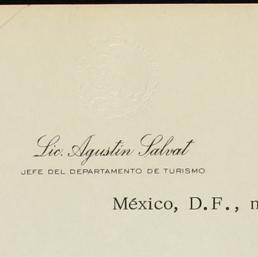 Lic. Agustín Salvat
JEFE DEL DEPARTAMENTO DE TURISMO
México, D.F.,